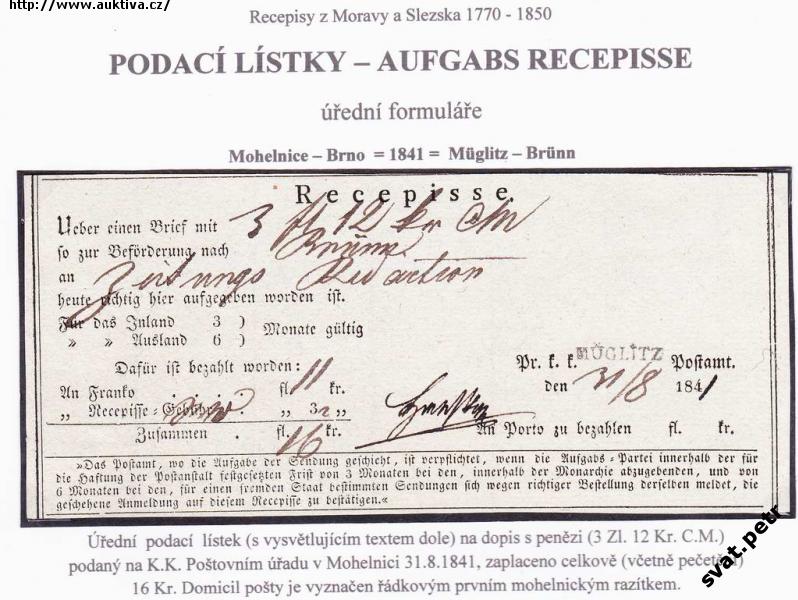 http://www.auktiva.cz/
Recepisy z Moravy a Slezska 1770 - 1850
PODACÍ LÍSTKY – AUFGABS RECEPISSE
úřední formuláře
Mohelnice – Brno = 1841 = Müglitz – Brünn
Recepisse
Ueber einen Brief mit 3 fl 12 kr CM
so zur Beförderung nach Brünn
an Zeitungs Redaction
heute richtig hier aufgegeben worden ist.
Für das Inland 3 )
» » Ausland 6 ) Monate gültig
Dafür ist bezahlt worden:
Pr. k. k. MÜGLITZ Postamt.
An Franko . . . fl. 11 kr.
den 31/8 1841
„ Recepisse-Gebühr „ 3 „
Zusammen . fl. 16 kr.
An Porto zu bezahlen fl. kr.
»Das Postamt, wo die Aufgabe der Sendung geschieht, ist verpflichtet, wenn die Aufgabs-Partei innerhalb der für
die Haftung der Postanstalt festgesetzten Frist von 3 Monaten bei den, innerhalb der Monarchie abzugebenden, und von
6 Monaten bei den, für einen fremden Staat bestimmten Sendungen sich wegen richtiger Bestellung derselben meldet, die
geschehene Anmeldung auf diesem Recepisse zu bestätigen.«
Úřední podací lístek (s vysvětlujícím textem dole) na dopis s penězi (3 Zl. 12 Kr. C.M.)
podaný na K.K. Poštovním úřadu v Mohelnici 31.8.1841, zaplaceno celkově (včetně pečetění)
16 Kr. Domicil pošty je vyznačen řádkovým prvním mohelnickým razítkem.
svat.petr